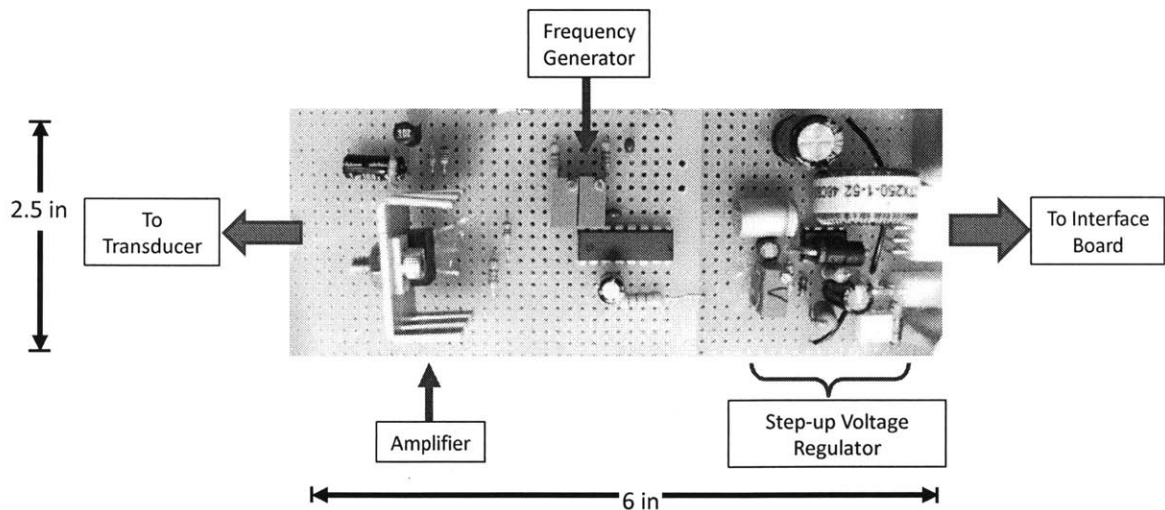 Frequency
Generator
2.5 in
To
Transducer
To Interface
Board
Amplifier
Step-up Voltage
Regulator
6 in